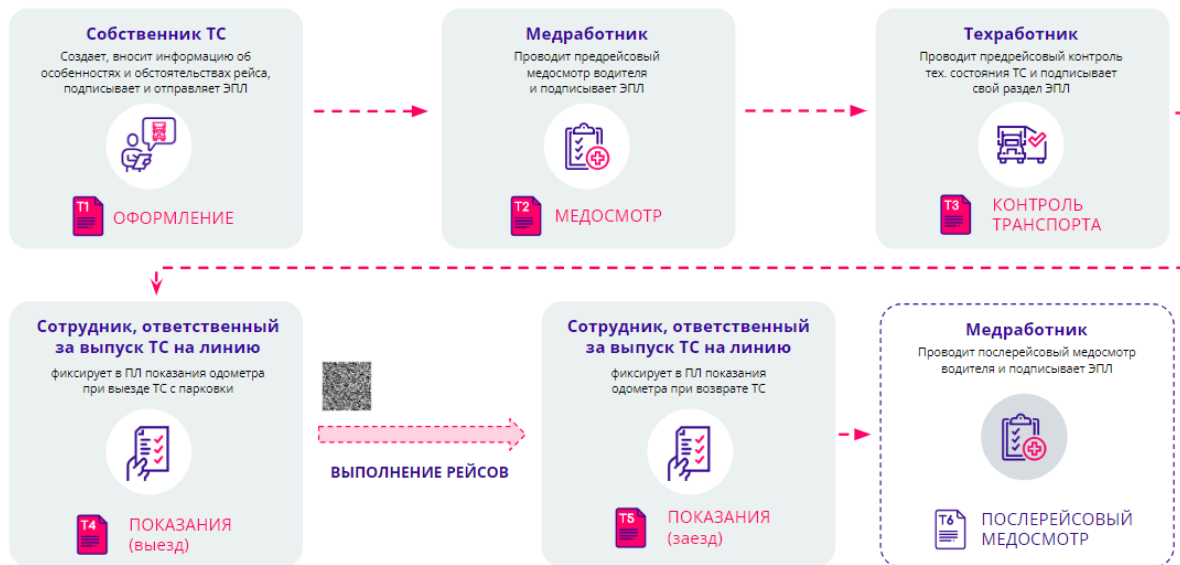 Собственник ТС
Создает, вносит информацию об
особенностях и обстоятельствах рейса,
подписывает и отправляет ЭПЛ
Т1
ОФОРМЛЕНИЕ
Медработник
Проводит предрейсовый
медосмотр водителя
и подписывает ЭПЛ
Т2
МЕДОСМОТР
Техработник
Проводит предрейсовый контроль
тех. состояния ТС и подписывает
свой раздел ЭПЛ
Т3
КОНТРОЛЬ
ТРАНСПОРТА
Сотрудник, ответственный
за выпуск ТС на линию
фиксирует в ПЛ показания одометра
при выезде ТС с парковки
Т4
ПОКАЗАНИЯ
(выезд)
ВЫПОЛНЕНИЕ РЕЙСОВ
Сотрудник, ответственный
за выпуск ТС на линию
фиксирует в ПЛ показания
одометра при возврате ТС
Т5
ПОКАЗАНИЯ
(заезд)
Медработник
Проводит послерейсовый медосмотр
водителя и подписывает ЭПЛ
Т6
ПОСЛЕРЕЙСОВЫЙ
МЕДОСМОТР